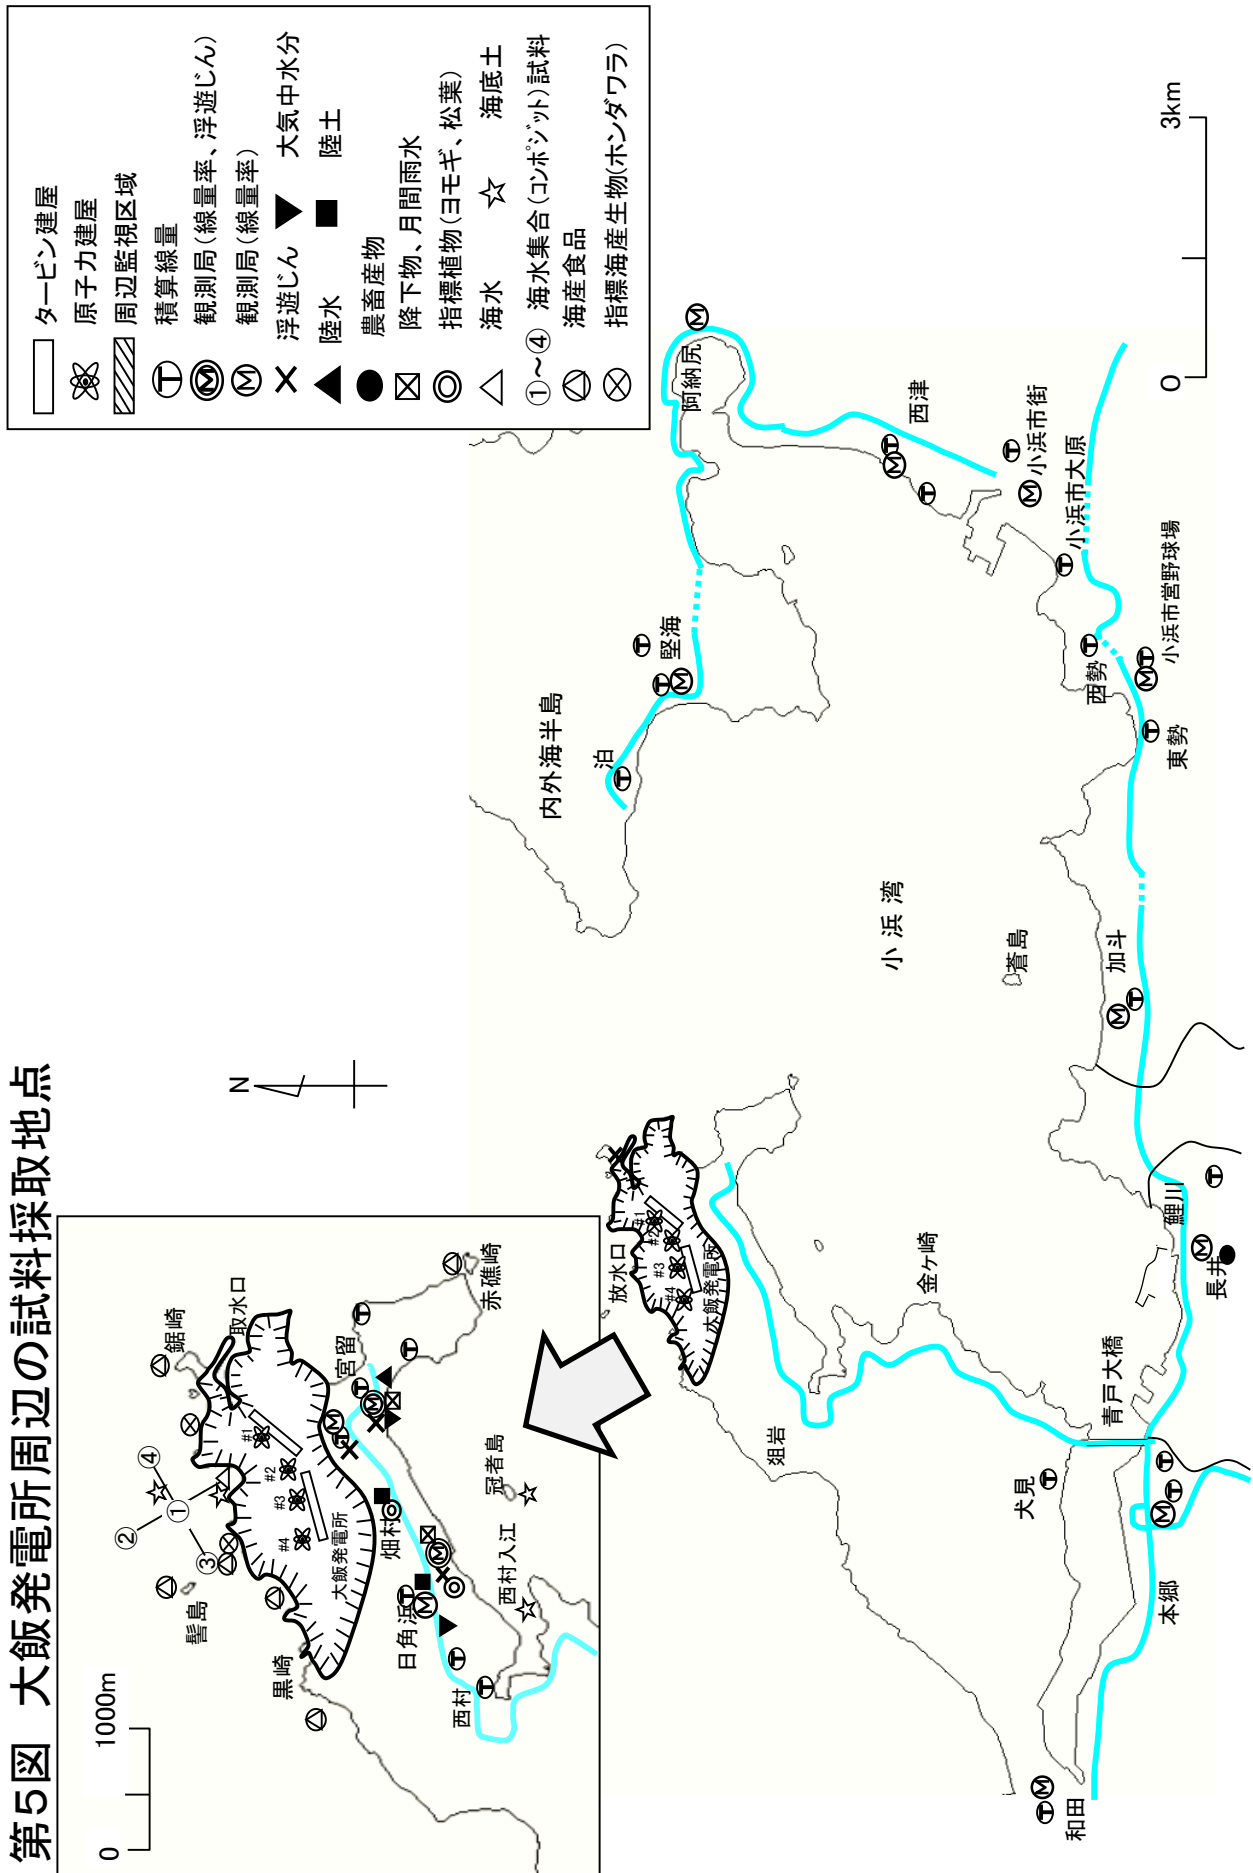 第5図 大飯発電所周辺の試料採取地点
タービン建屋
原子力建屋
周辺監視区域
Ⓣ 積算線量
Ⓜ 観測局(線量率、浮遊じん)
Ⓜ 観測局(線量率)
× 浮遊じん ▼ 大気中水分
▲ 陸水 ■ 陸土
● 農畜産物
降下物、月間雨水
◎ 指標植物(ヨモギ、松葉)
△ 海水 ☆ 海底土
①~④ 海水集合(コンポジット)試料
海産食品
指標海産生物(ホンダワラ)
0 1000m
N
鋸崎
取水口
④
②
①
③
髻島
黒崎
#1
#2
#3
#4
大飯発電所
宮留
赤礁崎
畑村
日角浜
西村
西村入江
冠者島
0 3km
阿納尻
西津
小浜市街
小浜市大原
小浜市営野球場
西勢
東勢
堅海
泊
内外海半島
小浜湾
蒼島
加斗
放水口
#1
#2
#3
#4
大飯発電所
鯉川
長井
金ヶ崎
青戸大橋
爼岩
犬見
本郷
和田